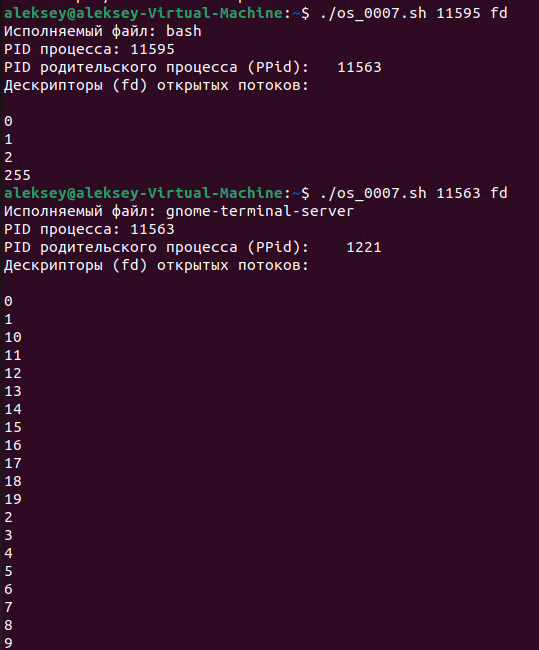 aleksey@aleksey-Virtual-Machine:~$ ./os_0007.sh 11595 fd
Исполняемый файл: bash
PID процесса: 11595
PID родительского процесса (PPid):   11563
Дескрипторы (fd) открытых потоков:

0
1
2
255
aleksey@aleksey-Virtual-Machine:~$ ./os_0007.sh 11563 fd
Исполняемый файл: gnome-terminal-server
PID процесса: 11563
PID родительского процесса (PPid):    1221
Дескрипторы (fd) открытых потоков:

0
1
10
11
12
13
14
15
16
17
18
19
2
3
4
5
6
7
8
9